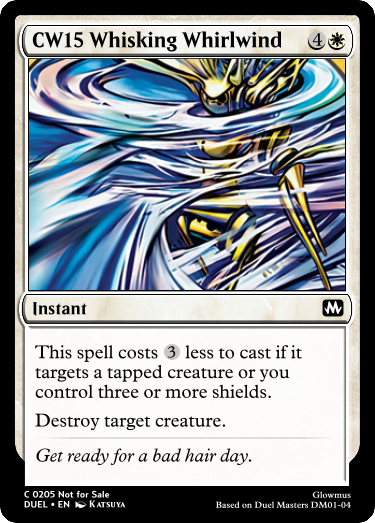 CW15 Whisking Whirlwind 4
Instant
This spell costs 3 less to cast if it
targets a tapped creature or you
control three or more shields.
Destroy target creature.
Get ready for a bad hair day.
C 0205 Not for Sale
Glowmus
DUEL • EN Katsuya
Based on Duel Masters DM01-04